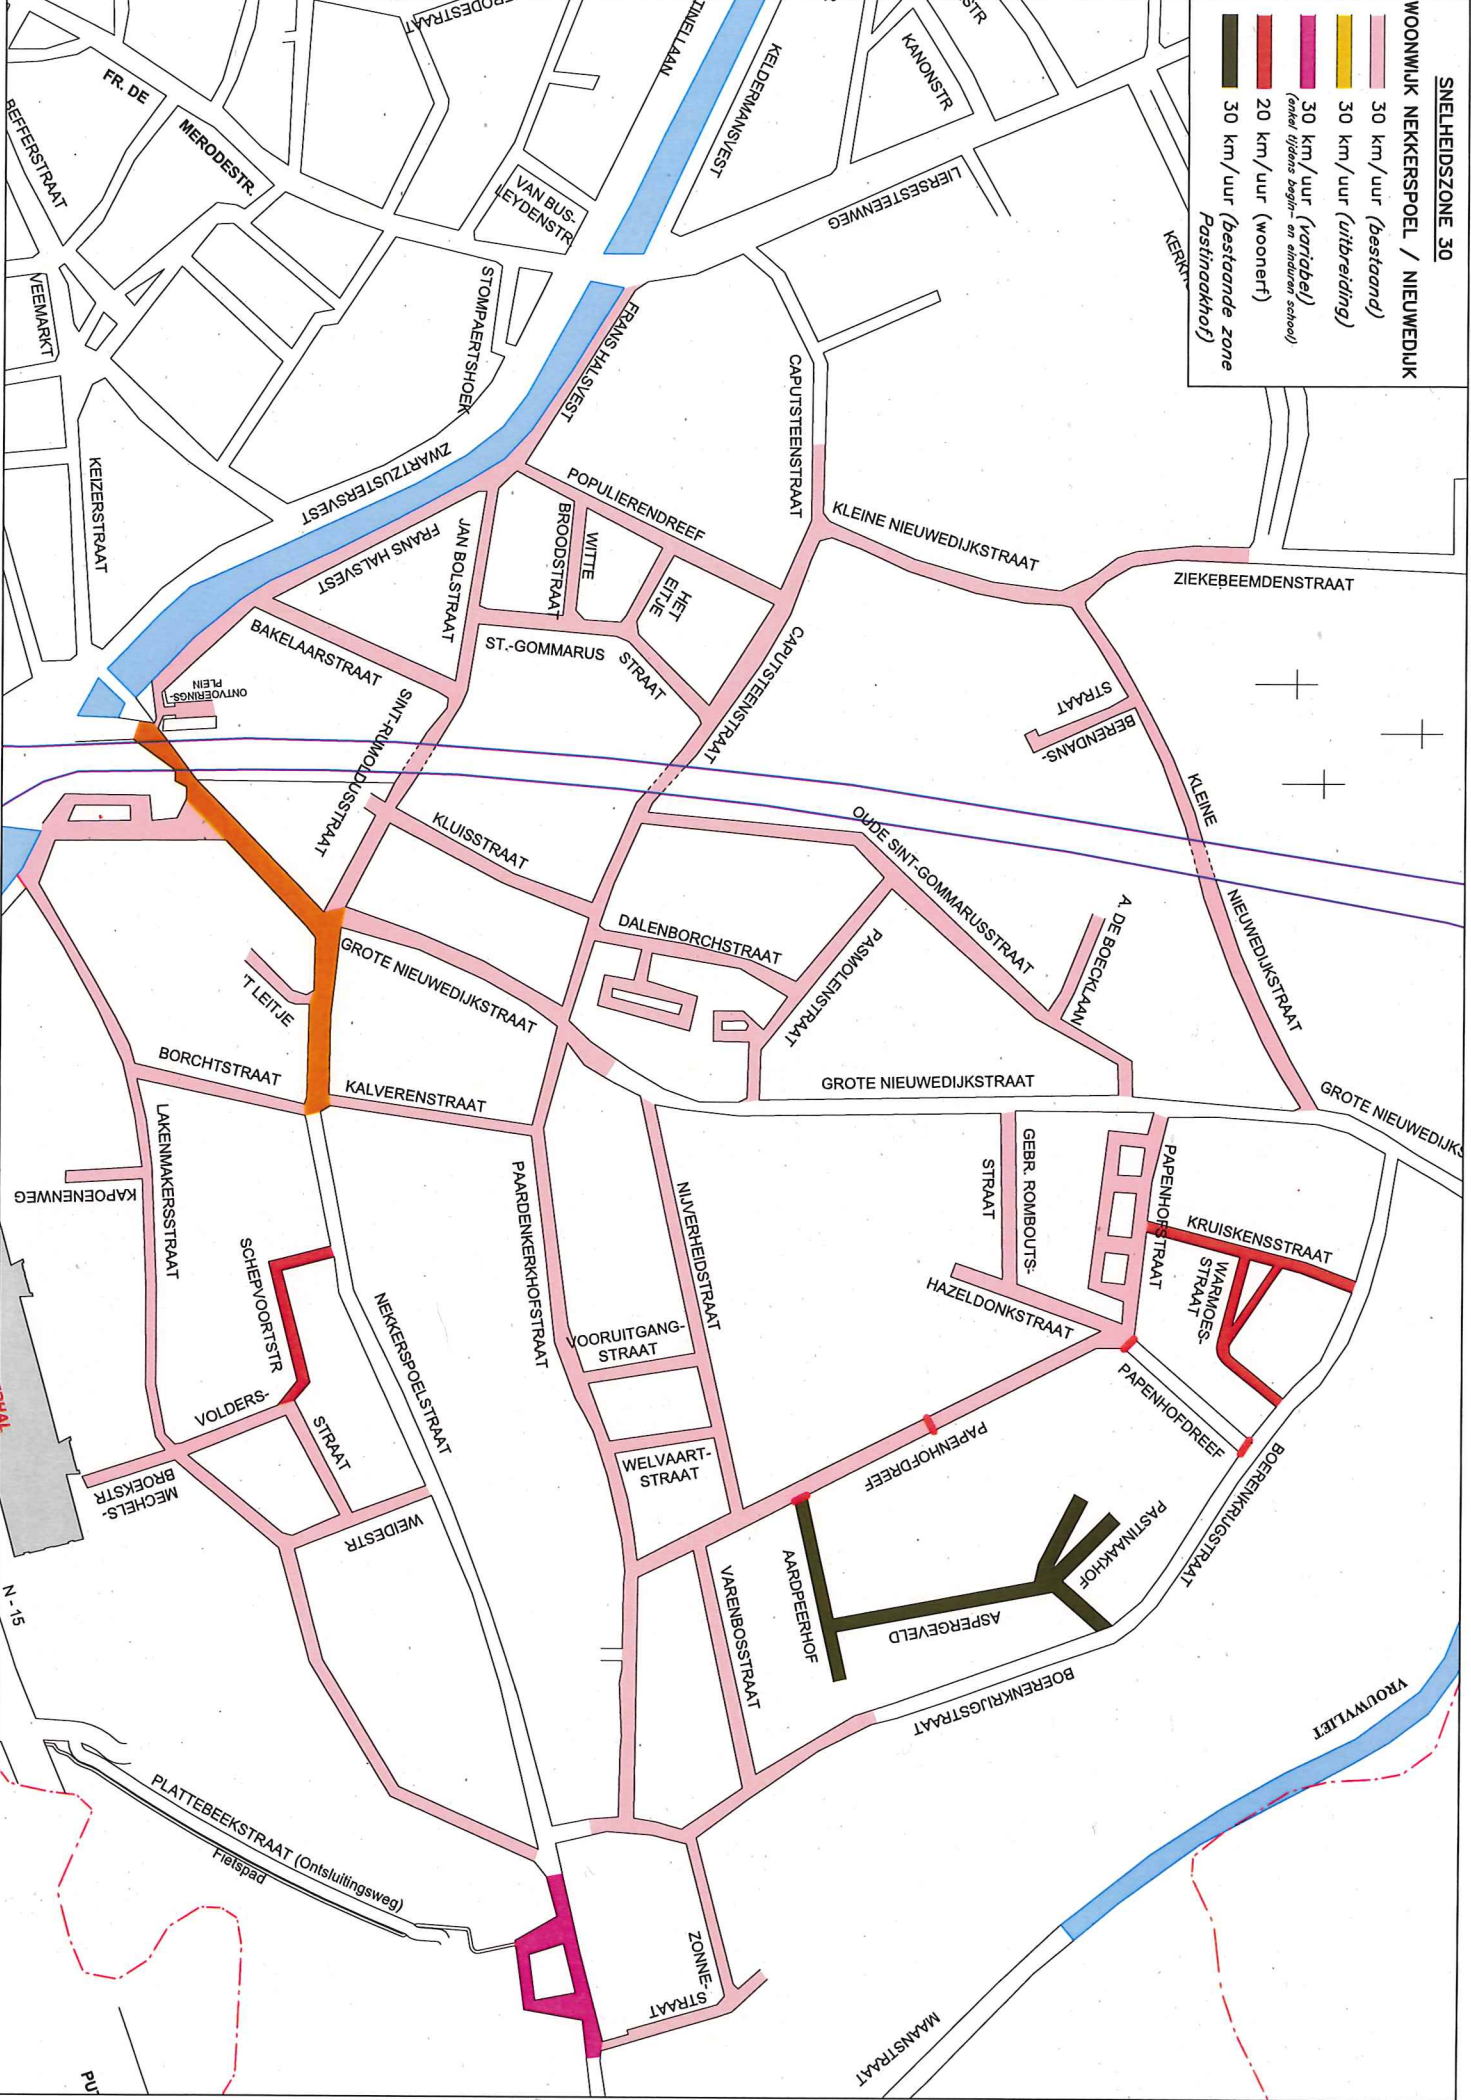 SNELHEIDSZONE 30
WOONWIJK NEKKERSPOEL / NIEUWEDIJK
30 km/uur (bestaand)
30 km/uur (uitbreiding)
30 km/uur (variabel)
(enkel tijdens begin- en einduren school)
20 km/uur (woonerf)
30 km/uur (bestaande zone
Pastinaakhof)
FR. DE
MERODESTR.
BEFFERSTRAAT
VEEMARKT
KEIZERSTRAAT
VAN BUS-
LEYDENSTR
STOMPAERTSHOEK
ZWARTZUSTERSVEST
KELDERMANSVEST
KANONSTR
STR
LIERSESTEENWEG
FRANS HALSVEST
CAPUTSTEENSTRAAT
POPULIERENDREEF
KLEINE NIEUWEDIJKSTRAAT
ZIEKEBEEMDENSTRAAT
WITTE
BROODSTRAAT
HET
EITJE
JAN BOLSTRAAT
FRANS HALSVEST
BAKELAARSTRAAT
ST.-GOMMARUS
STRAAT
CAPUTSTEENSTRAAT
BERENDANS-
STRAAT
ONTVOERINGS-
PLEIN
SINT-RUMOLDUSSTRAAT
KLUISSTRAAT
OUDE SINT-GOMMARUSSTRAAT
KLEINE
NIEUWEDIJKSTRAAT
A. DE BOECKLAAN
DALENBORCHSTRAAT
PASMOLENSTRAAT
GROTE NIEUWEDIJKSTRAAT
'T LEITJE
BORCHTSTRAAT
KALVERENSTRAAT
GROTE NIEUWEDIJKSTRAAT
GROTE NIEUWEDIJKS
LAKENMAKERSSTRAAT
KAPOENENWEG
PAARDENKERKHOFSTRAAT
NIJVERHEIDSTRAAT
GEBR. ROMBOUTS-
STRAAT
PAPENHOFSTRAAT
KRUISKENSSTRAAT
WARMOES-
STRAAT
HAZELDONKSTRAAT
SCHEPVOORTSTR
NEKKERSPOELSTRAAT
VOORUITGANG-
STRAAT
PAPENHOFDREEF
VOLDERS-
STRAAT
MECHELS-
BROEKSTR
WELVAART-
STRAAT
PAPENHOFDREEF
BOERENKRIJGSTRAAT
PASTINAAKHOF
WEIDESTR
AARDPEERHOF
ASPERGEVELD
VARENBOSSTRAAT
BOERENKRIJGSTRAAT
N - 15
VROUWVLIET
PLATTEBEEKSTRAAT (Ontsluitingsweg)
Fietspad
ZONNE-
STRAAT
MAANSTRAAT